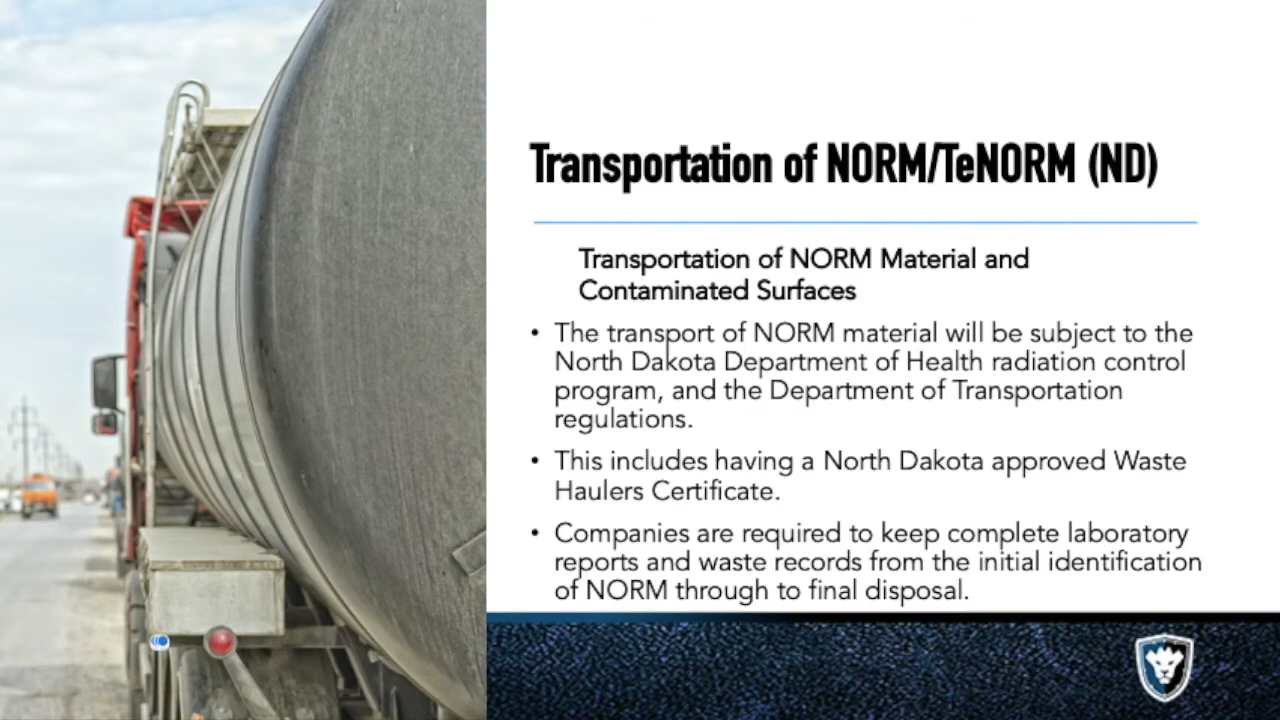 Transportation of NORM/TeNORM (ND)
Transportation of NORM Material and
Contaminated Surfaces
• The transport of NORM material will be subject to the
North Dakota Department of Health radiation control
program, and the Department of Transportation
regulations.
• This includes having a North Dakota approved Waste
Haulers Certificate.
• Companies are required to keep complete laboratory
reports and waste records from the initial identification
of NORM through to final disposal.